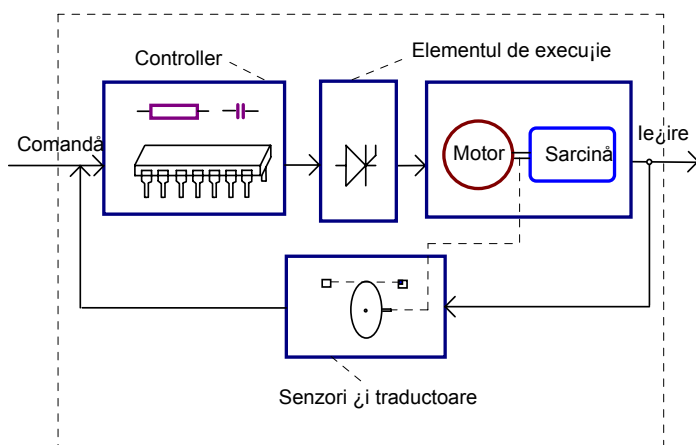 Controller
Elementul de execu¡ie
Comandå
Ie¿ire
Motor
Sarcinå
Senzori ¿i traductoare